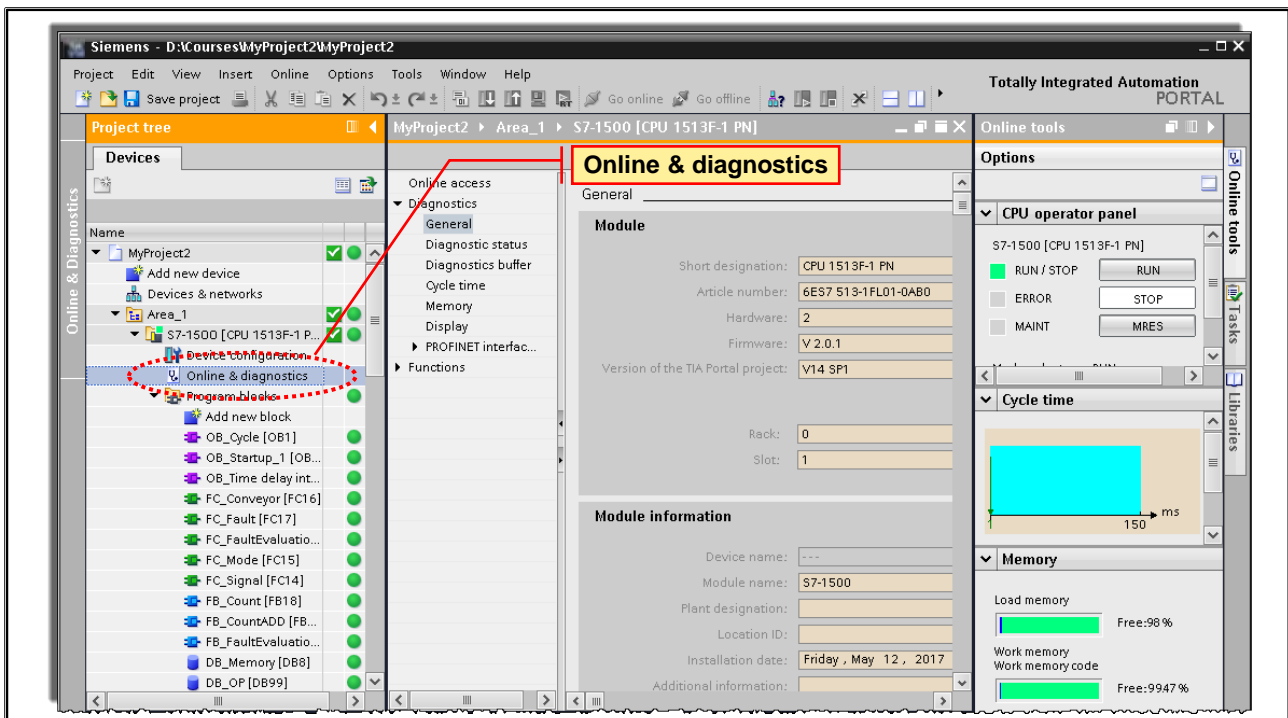 Siemens - D:\Courses\MyProject2\MyProject2
Project Edit View Insert Online Options Tools Window Help
Totally Integrated Automation
PORTAL
Save project
Go online
Go offline
Project tree
MyProject2 Area_1 S7-1500 [CPU 1513F-1 PN]
Online tools
Online & Diagnostics
Devices
Name
MyProject2
Add new device
Devices & networks
Area_1
S7-1500 [CPU 1513F-1 P...
Device configuration
Online & diagnostics
Program blocks
Add new block
OB_Cycle [OB1]
OB_Startup_1 [OB...
OB_Time delay int...
FC_Conveyor [FC16]
FC_Fault [FC17]
FC_FaultEvaluatio...
FC_Mode [FC15]
FC_Signal [FC14]
FB_Count [FB18]
FB_CountADD [FB...
FB_FaultEvaluatio...
DB_Memory [DB8]
DB_OP [DB99]
Online access
Diagnostics
General
Diagnostic status
Diagnostics buffer
Cycle time
Memory
Display
PROFINET interfac...
Functions
Online & diagnostics
General
Module
Short designation: CPU 1513F-1 PN
Article number: 6ES7 513-1FL01-0AB0
Hardware: 2
Firmware: V 2.0.1
Version of the TIA Portal project: V14 SP1
Rack: 0
Slot: 1
Module information
Device name: ---
Module name: S7-1500
Plant designation:
Location ID:
Installation date: Friday , May 12 , 2017
Additional information:
Options
CPU operator panel
S7-1500 [CPU 1513F-1 PN]
RUN / STOP RUN
ERROR STOP
MAINT MRES
Cycle time
150 ms
Memory
Load memory
Free:98 %
Work memory
Work memory code
Free:99.47 %
Online tools
Tasks
Libraries